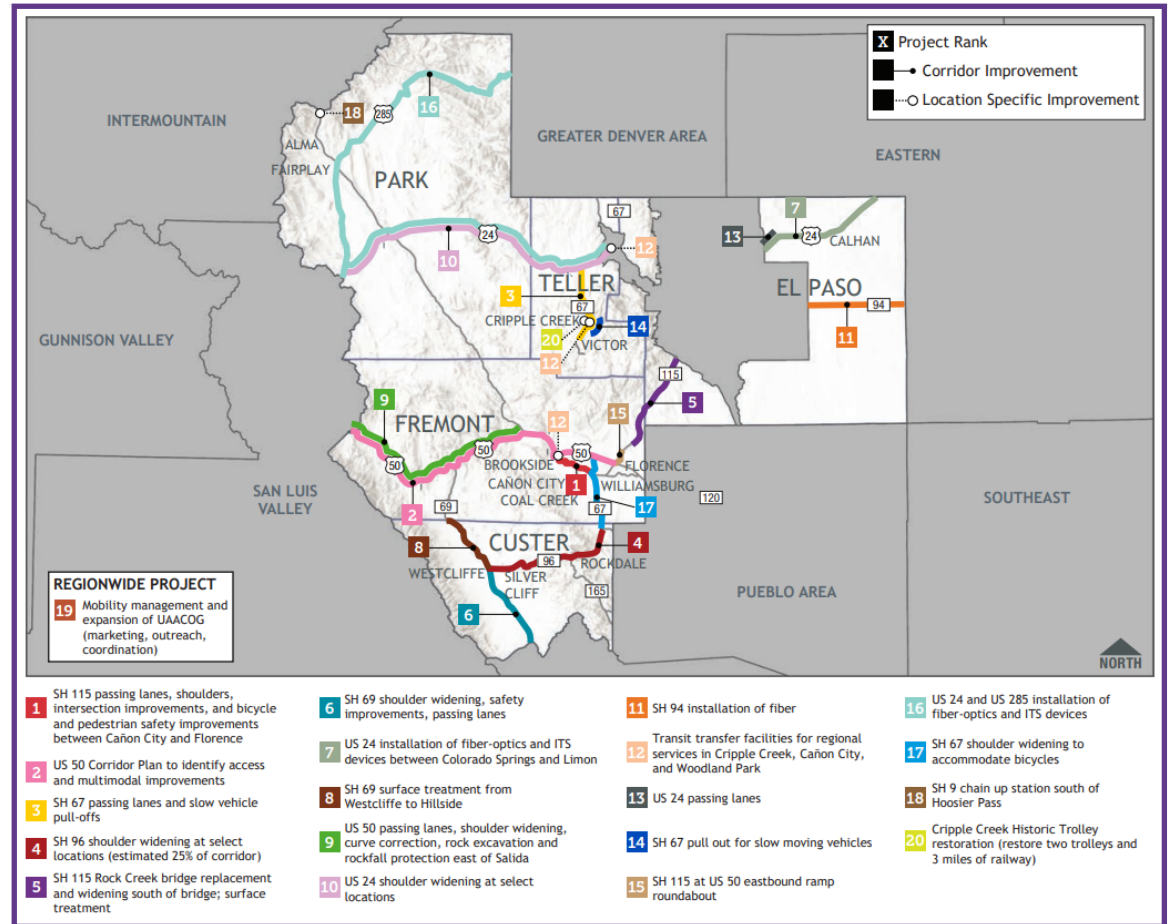 X Project Rank
Corridor Improvement
Location Specific Improvement
INTERMOUNTAIN
GREATER DENVER AREA
EASTERN
GUNNISON VALLEY
SAN LUIS
VALLEY
SOUTHEAST
PUEBLO AREA
18
285
16
ALMA
FAIRPLAY
PARK
67
24
10
12
13
7
24
CALHAN
EL PASO
94
11
TELLER
3
67
CRIPPLE CREEK
20
VICTOR
14
12
115
5
9
FREMONT
12
15
50
50
50
BROOKSIDE
FLORENCE
CAÑON CITY
WILLIAMSBURG
1
COAL CREEK
2
69
67
17
120
CUSTER
8
4
96
ROCKDALE
WESTCLIFFE
SILVER
CLIFF
165
6
REGIONWIDE PROJECT
19 Mobility management and
expansion of UAACOG
(marketing, outreach,
coordination)
NORTH
1 SH 115 passing lanes, shoulders,
intersection improvements, and bicycle
and pedestrian safety improvements
between Cañon City and Florence
2 US 50 Corridor Plan to identify access
and multimodal improvements
3 SH 67 passing lanes and slow vehicle
pull-offs
4 SH 96 shoulder widening at select
locations (estimated 25% of corridor)
5 SH 115 Rock Creek bridge replacement
and widening south of bridge; surface
treatment
6 SH 69 shoulder widening, safety
improvements, passing lanes
7 US 24 installation of fiber-optics and ITS
devices between Colorado Springs and Limon
8 SH 69 surface treatment from
Westcliffe to Hillside
9 US 50 passing lanes, shoulder widening,
curve correction, rock excavation and
rockfall protection east of Salida
10 US 24 shoulder widening at select
locations
11 SH 94 installation of fiber
12 Transit transfer facilities for regional
services in Cripple Creek, Cañon City,
and Woodland Park
13 US 24 passing lanes
14 SH 67 pull out for slow moving vehicles
15 SH 115 at US 50 eastbound ramp
roundabout
16 US 24 and US 285 installation of
fiber-optics and ITS devices
17 SH 67 shoulder widening to
accommodate bicycles
18 SH 9 chain up station south of
Hoosier Pass
20 Cripple Creek Historic Trolley
restoration (restore two trolleys and
3 miles of railway)